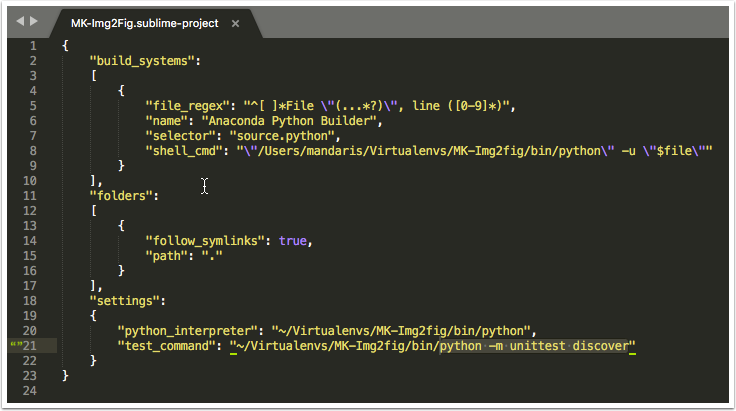 MK-Img2Fig.sublime-project ×
1 {
2     "build_systems":
3     [
4         {
5             "file_regex": "^[ ]*File \"(...*?)\", line ([0-9]*)",
6             "name": "Anaconda Python Builder",
7             "selector": "source.python",
8             "shell_cmd": "\"/Users/mandaris/Virtualenvs/MK-Img2fig/bin/python\" -u \"$file\""
9         }
10     ],
11     "folders":
12     [
13         {
14             "follow_symlinks": true,
15             "path": "."
16         }
17     ],
18     "settings":
19     {
20         "python_interpreter": "~/Virtualenvs/MK-Img2fig/bin/python",
“”21         "test_command": "~/Virtualenvs/MK-Img2fig/bin/python -m unittest discover"
22     }
23 }
24